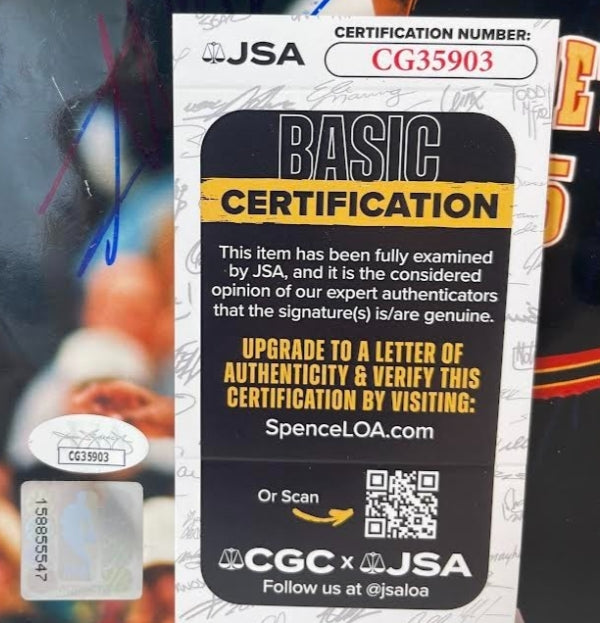 JSA
CERTIFICATION NUMBER:
CG35903
BASIC
CERTIFICATION
This item has been fully examined
by JSA, and it is the considered
opinion of our expert authenticators
that the signature(s) is/are genuine.
UPGRADE TO A LETTER OF
AUTHENTICITY & VERIFY THIS
CERTIFICATION BY VISITING:
SpenceLOA.com
Or Scan
CGC x JSA
Follow us at @jsaloa
CG35903
158855547